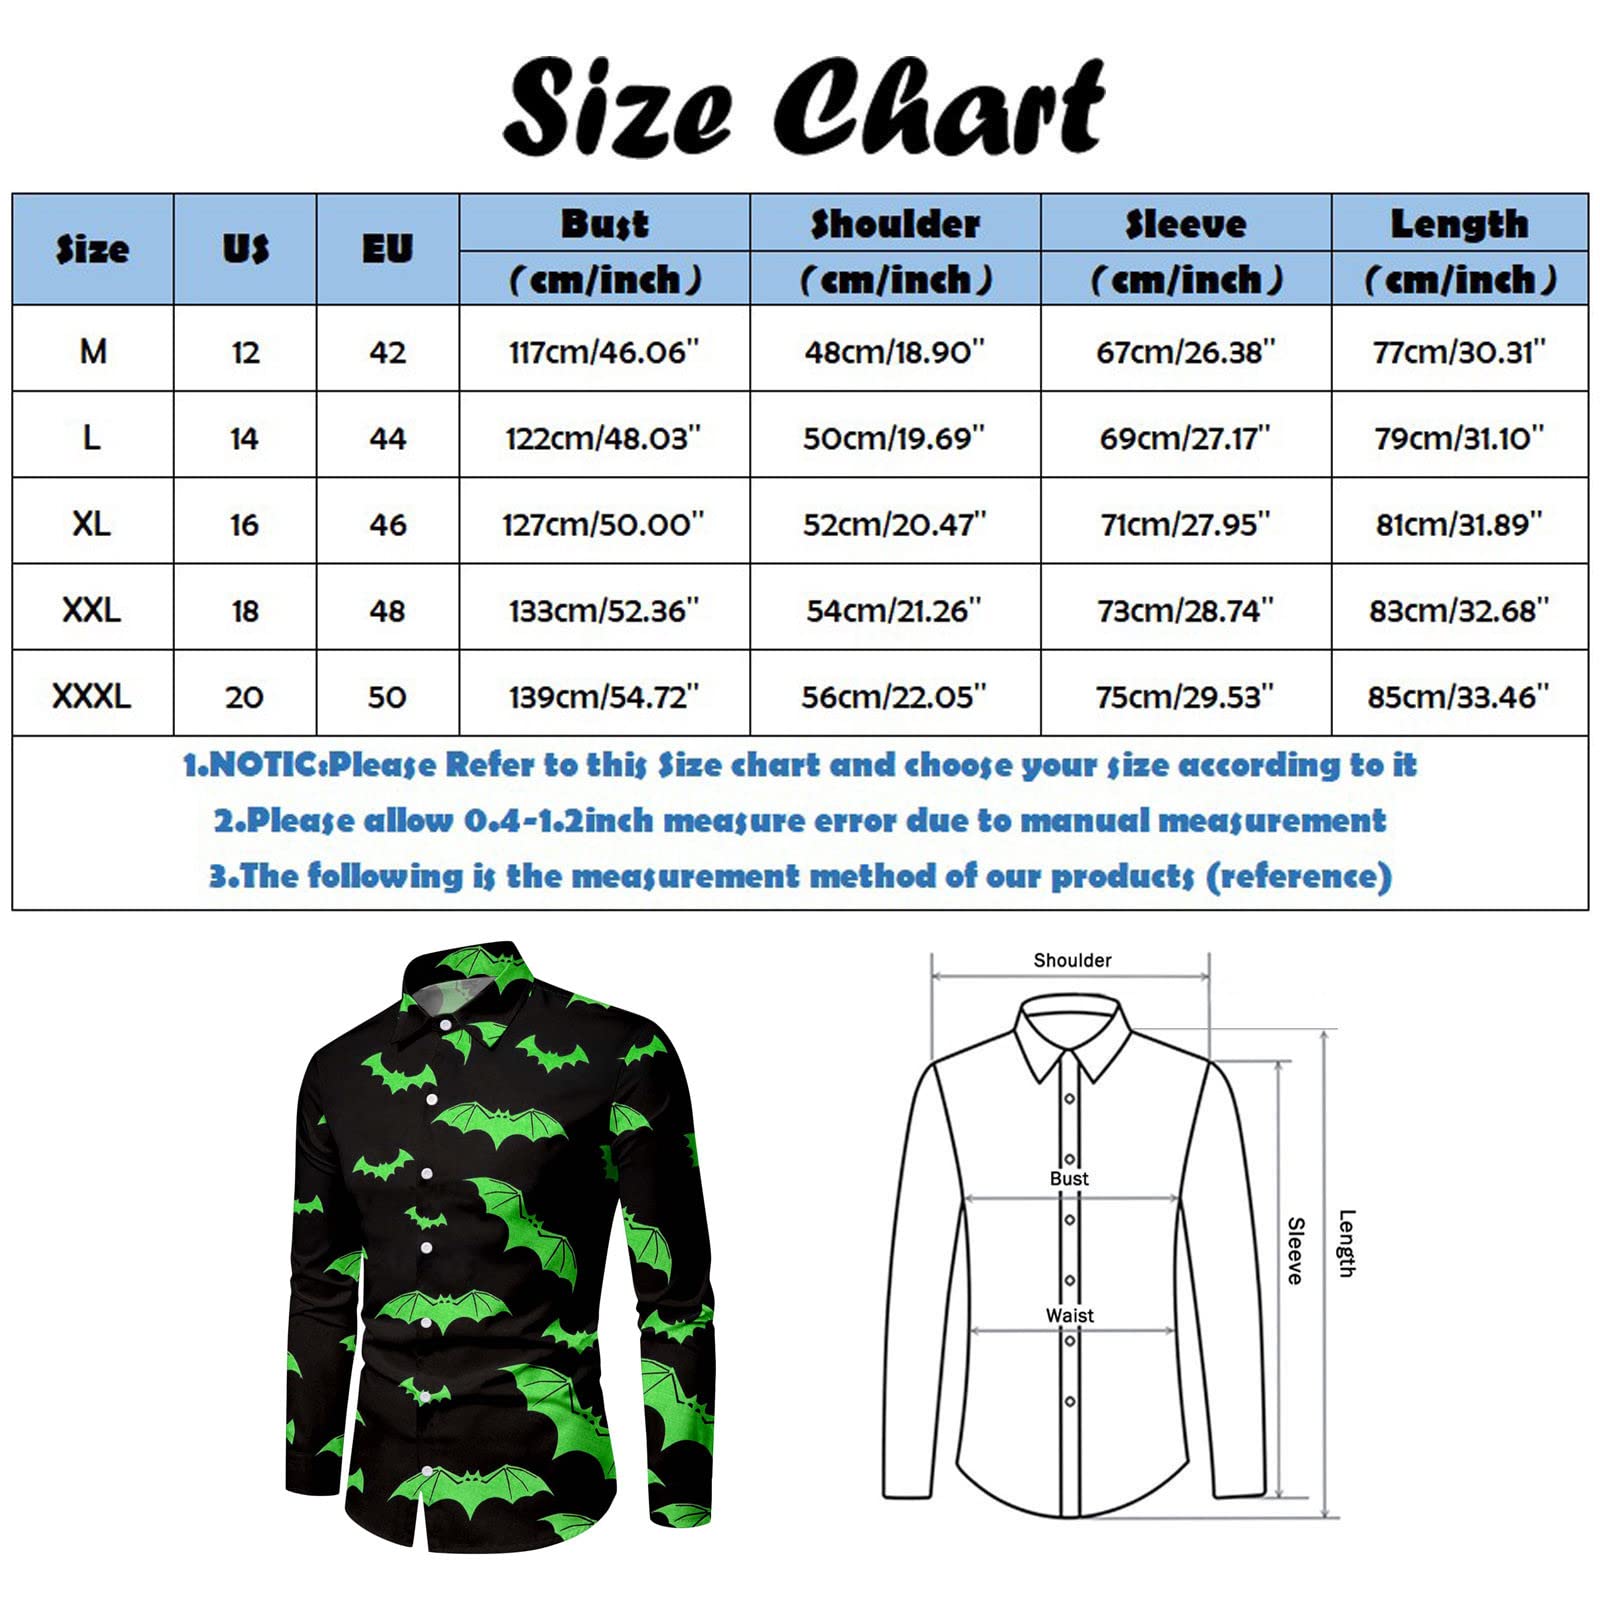 Size Chart
Size US EU Bust Shoulder Sleeve Length
(cm/inch) (cm/inch) (cm/inch) (cm/inch)
M 12 42 117cm/46.06" 48cm/18.90" 67cm/26.38" 77cm/30.31"
L 14 44 122cm/48.03" 50cm/19.69" 69cm/27.17" 79cm/31.10"
XL 16 46 127cm/50.00" 52cm/20.47" 71cm/27.95" 81cm/31.89"
XXL 18 48 133cm/52.36" 54cm/21.26" 73cm/28.74" 83cm/32.68"
XXXL 20 50 139cm/54.72" 56cm/22.05" 75cm/29.53" 85cm/33.46"
1.NOTIC:Please Refer to this Size chart and choose your size according to it
2.Please allow 0.4-1.2inch measure error due to manual measurement
3.The following is the measurement method of our products (reference)
Shoulder
Bust
Waist
Sleeve
Length